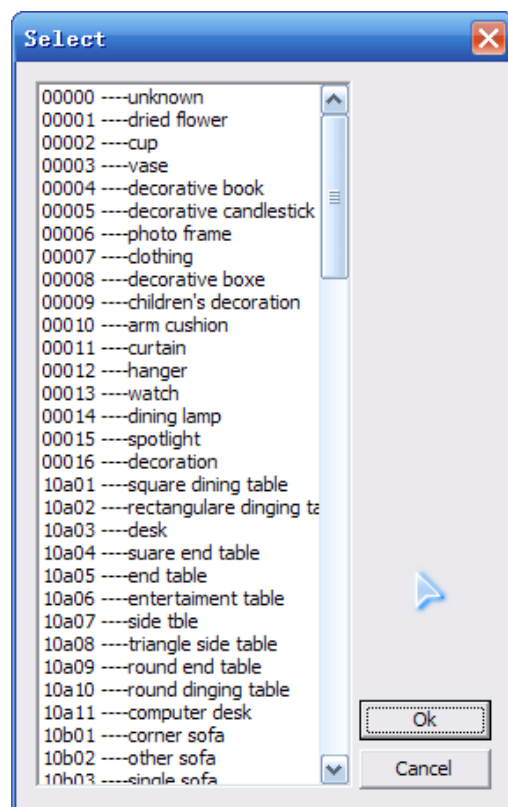 Select
00000 ----unknown
00001 ----dried flower
00002 ----cup
00003 ----vase
00004 ----decorative book
00005 ----decorative candlestick
00006 ----photo frame
00007 ----clothing
00008 ----decorative boxe
00009 ----children's decoration
00010 ----arm cushion
00011 ----curtain
00012 ----hanger
00013 ----watch
00014 ----dining lamp
00015 ----spotlight
00016 ----decoration
10a01 ----square dining table
10a02 ----rectangulare dinging ta
10a03 ----desk
10a04 ----suare end table
10a05 ----end table
10a06 ----entertaiment table
10a07 ----side tble
10a08 ----triangle side table
10a09 ----round end table
10a10 ----round dinging table
10a11 ----computer desk
10b01 ----corner sofa
10b02 ----other sofa
10b03 ----single sofa
Ok
Cancel